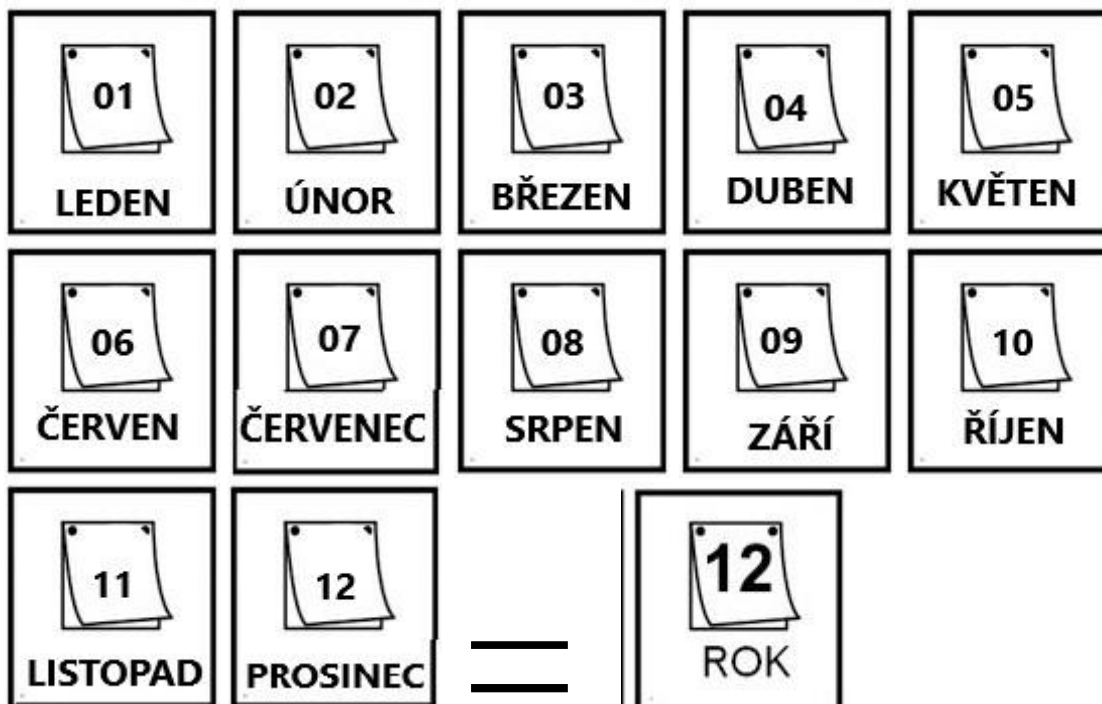 01 02 03 04 05
LEDEN ÚNOR BŘEZEN DUBEN KVĚTEN
06 07 08 09 10
ČERVEN ČERVENEC SRPEN ZÁŘÍ ŘÍJEN
11 12 = 12
LISTOPAD PROSINEC ROK